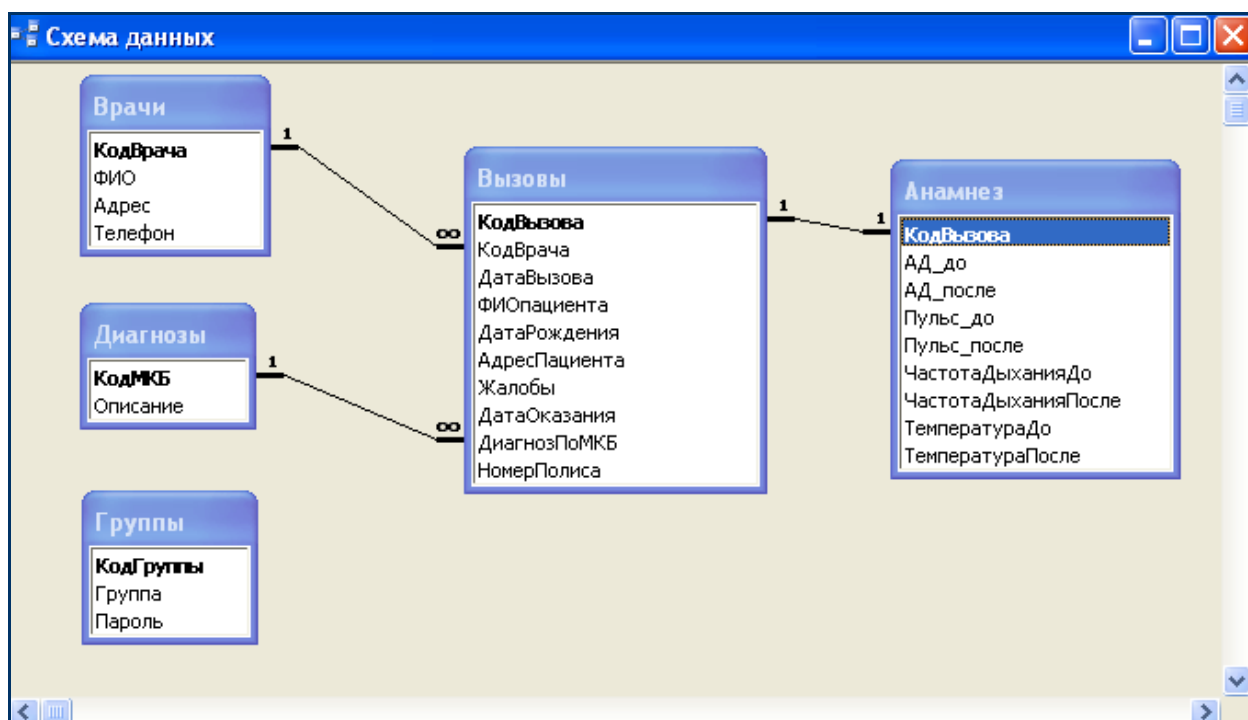 Схема данных
Врачи
КодВрача
ФИО
Адрес
Телефон
1
∞
Диагнозы
КодМКБ
Описание
1
∞
Группы
КодГруппы
Группа
Пароль
Вызовы
КодВызова
КодВрача
ДатаВызова
ФИОпациента
ДатаРождения
АдресПациента
Жалобы
ДатаОказания
ДиагнозПоМКБ
НомерПолиса
1
1
Анамнез
КодВызова
АД_до
АД_после
Пульс_до
Пульс_после
ЧастотаДыханияДо
ЧастотаДыханияПосле
ТемператураДо
ТемператураПосле